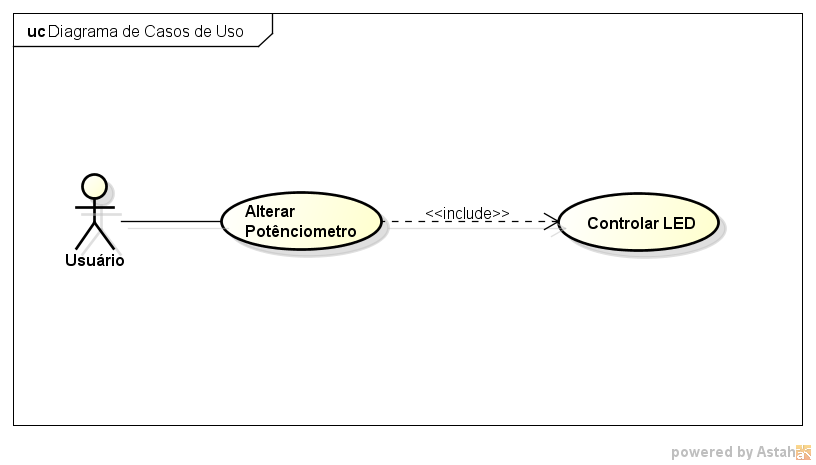 uc Diagrama de Casos de Uso
Alterar
Potênciometro
<<include>>
Controlar LED
Usuário
powered by Astah